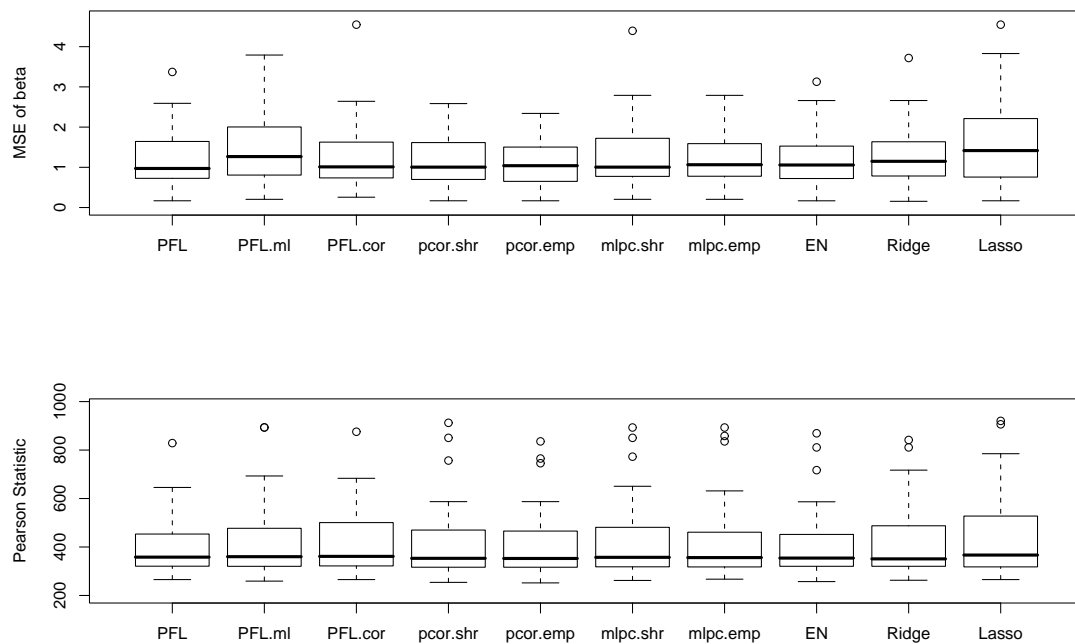 MSE of beta
4
3
2
1
0
PFL PFL.ml PFL.cor pcor.shr pcor.emp mlpc.shr mlpc.emp EN Ridge Lasso
Pearson Statistic
1000
800
600
400
200
PFL PFL.ml PFL.cor pcor.shr pcor.emp mlpc.shr mlpc.emp EN Ridge Lasso